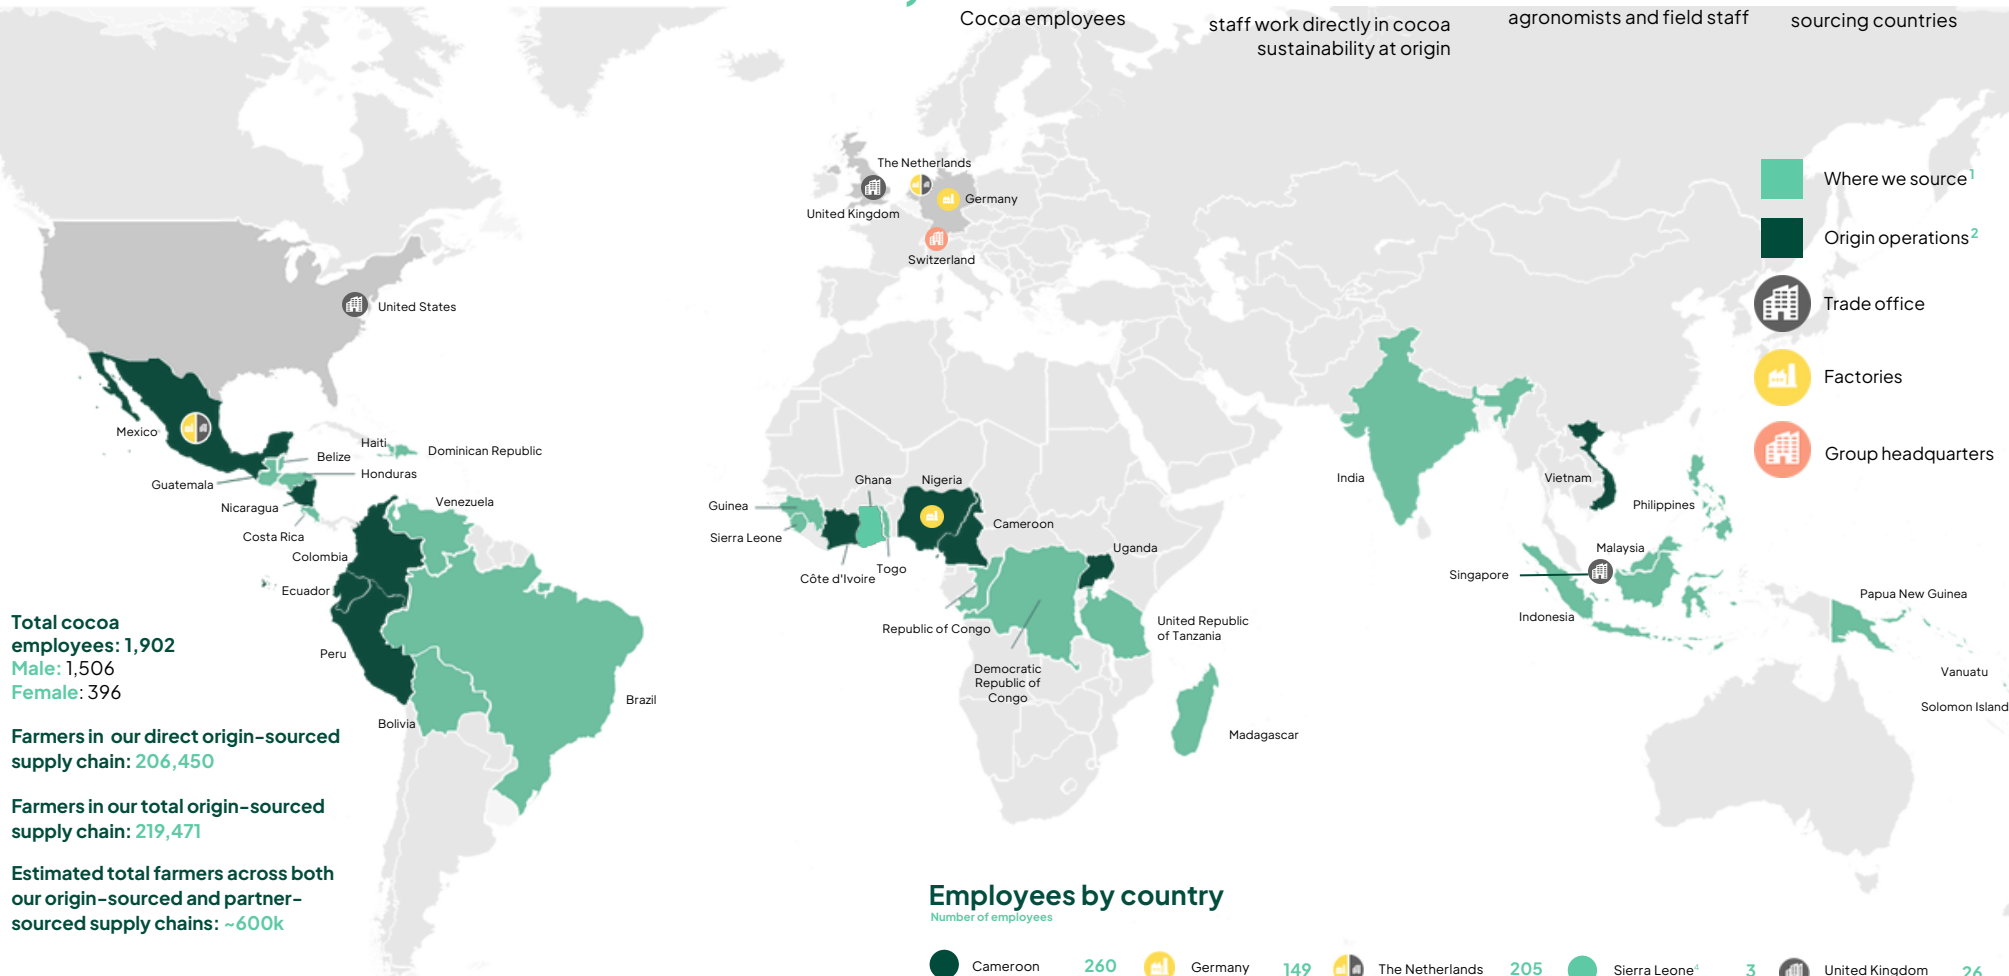 Cocoa employees
staff work directly in cocoa
sustainability at origin
agronomists and field staff
sourcing countries
The Netherlands
United Kingdom
Germany
Switzerland
Where we source¹
Origin operations²
Trade office
Factories
Group headquarters
United States
Mexico
Haiti
Dominican Republic
Belize
Honduras
Guatemala
Nicaragua
Venezuela
Costa Rica
Colombia
Ecuador
Peru
Bolivia
Brazil
Guinea
Sierra Leone
Ghana
Nigeria
Cameroon
Côte d'Ivoire
Togo
Uganda
Republic of Congo
Democratic
Republic of
Congo
United Republic
of Tanzania
Madagascar
India
Vietnam
Philippines
Malaysia
Singapore
Indonesia
Papua New Guinea
Vanuatu
Solomon Island
Total cocoa
employees: 1,902
Male: 1,506
Female: 396
Farmers in our direct origin-sourced
supply chain: 206,450
Farmers in our total origin-sourced
supply chain: 219,471
Estimated total farmers across both
our origin-sourced and partner-
sourced supply chains: ~600k
Employees by country
Number of employees
Cameroon 260 Germany 149 The Netherlands 205 Sierra Leone⁴ 3 United Kingdom 26